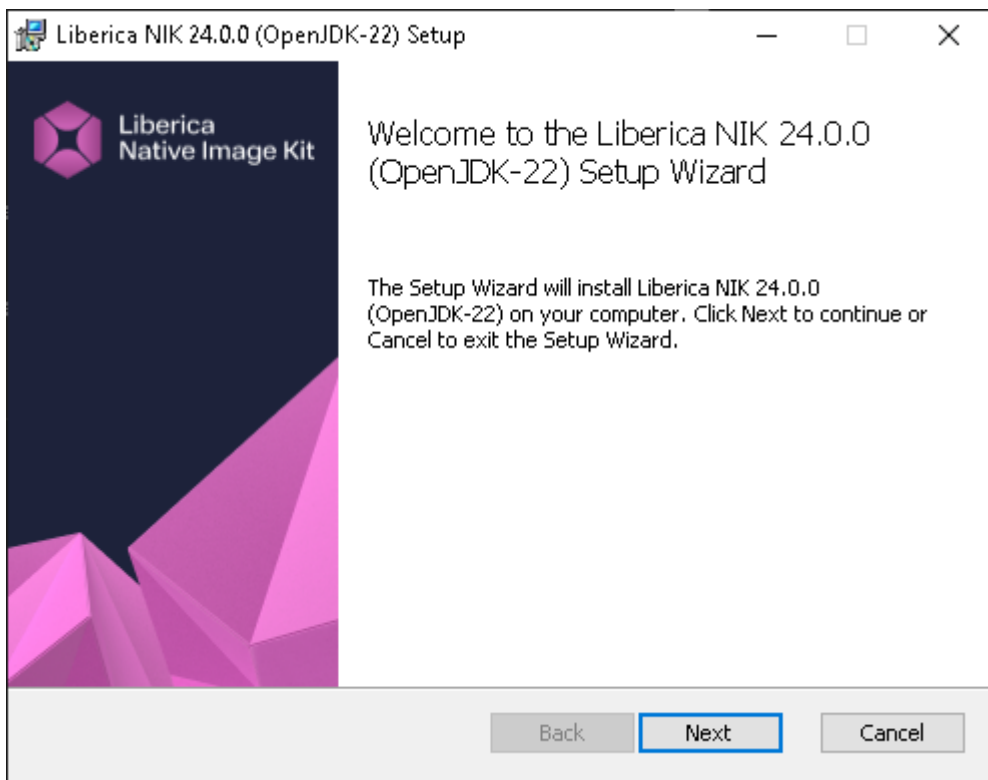 Liberica NIK 24.0.0 (OpenJDK-22) Setup
Liberica
Native Image Kit
Welcome to the Liberica NIK 24.0.0
(OpenJDK-22) Setup Wizard
The Setup Wizard will install Liberica NIK 24.0.0
(OpenJDK-22) on your computer. Click Next to continue or
Cancel to exit the Setup Wizard.
Back
Next
Cancel